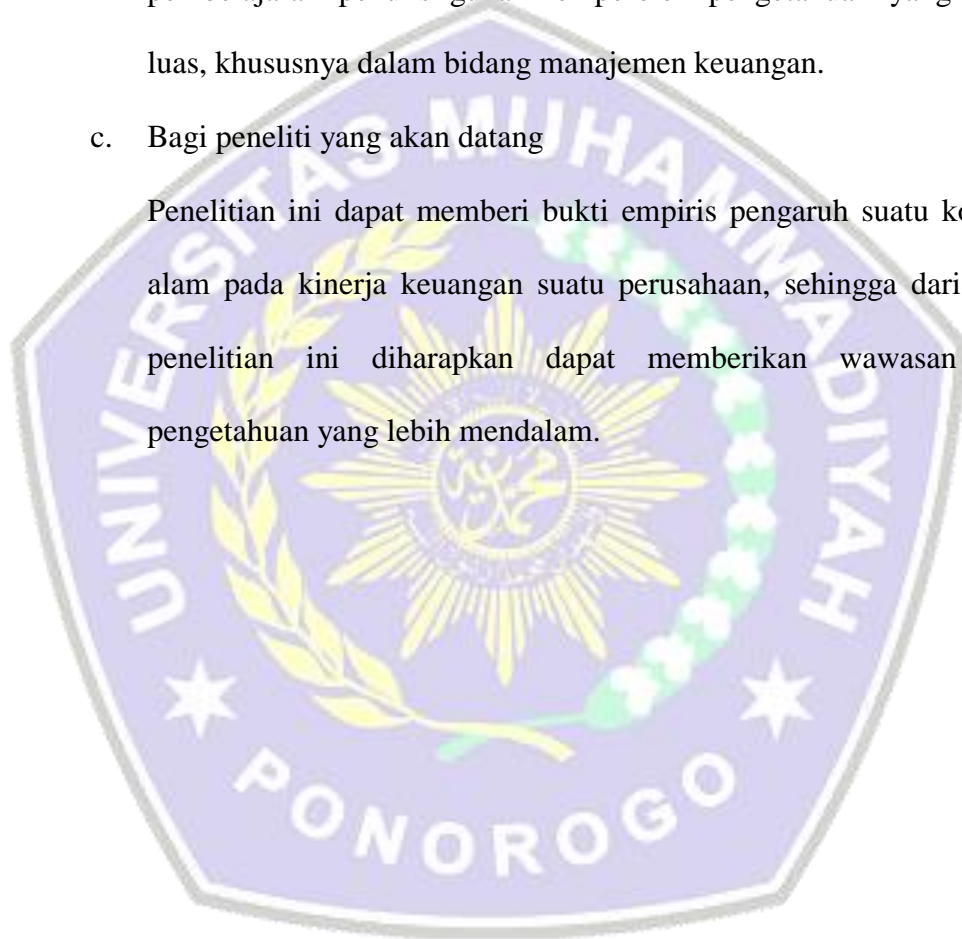 luas, khususnya dalam bidang manajemen keuangan.
c. Bagi peneliti yang akan datang
Penelitian ini dapat memberi bukti empiris pengaruh suatu
alam pada kinerja keuangan suatu perusahaan, sehingga dari
penelitian ini diharapkan dapat memberikan wawasan
pengetahuan yang lebih mendalam.
UNIVERSITAS MUHAMMADIYAH
PONOROGO